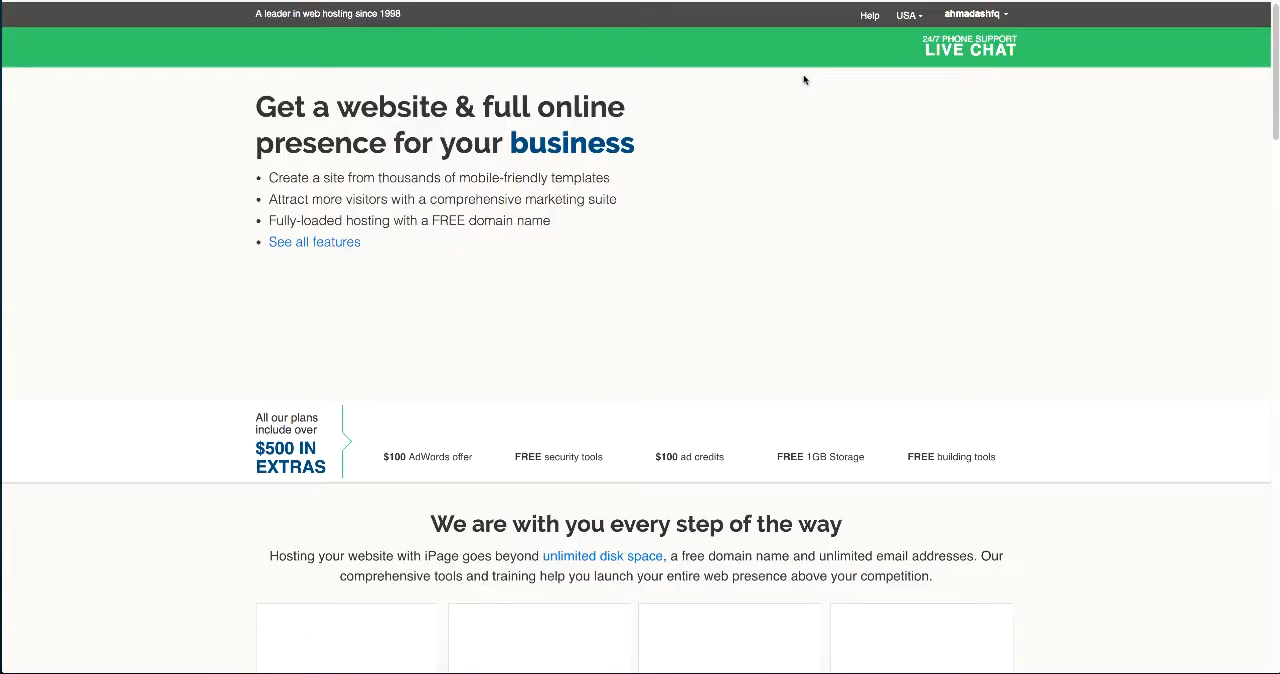 A leader in web hosting since 1998
Help USA ahmadashfq
24/7 PHONE SUPPORT
LIVE CHAT
Get a website & full online
presence for your business
• Create a site from thousands of mobile-friendly templates
• Attract more visitors with a comprehensive marketing suite
• Fully-loaded hosting with a FREE domain name
• See all features
All our plans
include over
$500 IN
EXTRAS
$100 AdWords offer
FREE security tools
$100 ad credits
FREE 1GB Storage
FREE building tools
We are with you every step of the way
Hosting your website with iPage goes beyond unlimited disk space, a free domain name and unlimited email addresses. Our
comprehensive tools and training help you launch your entire web presence above your competition.